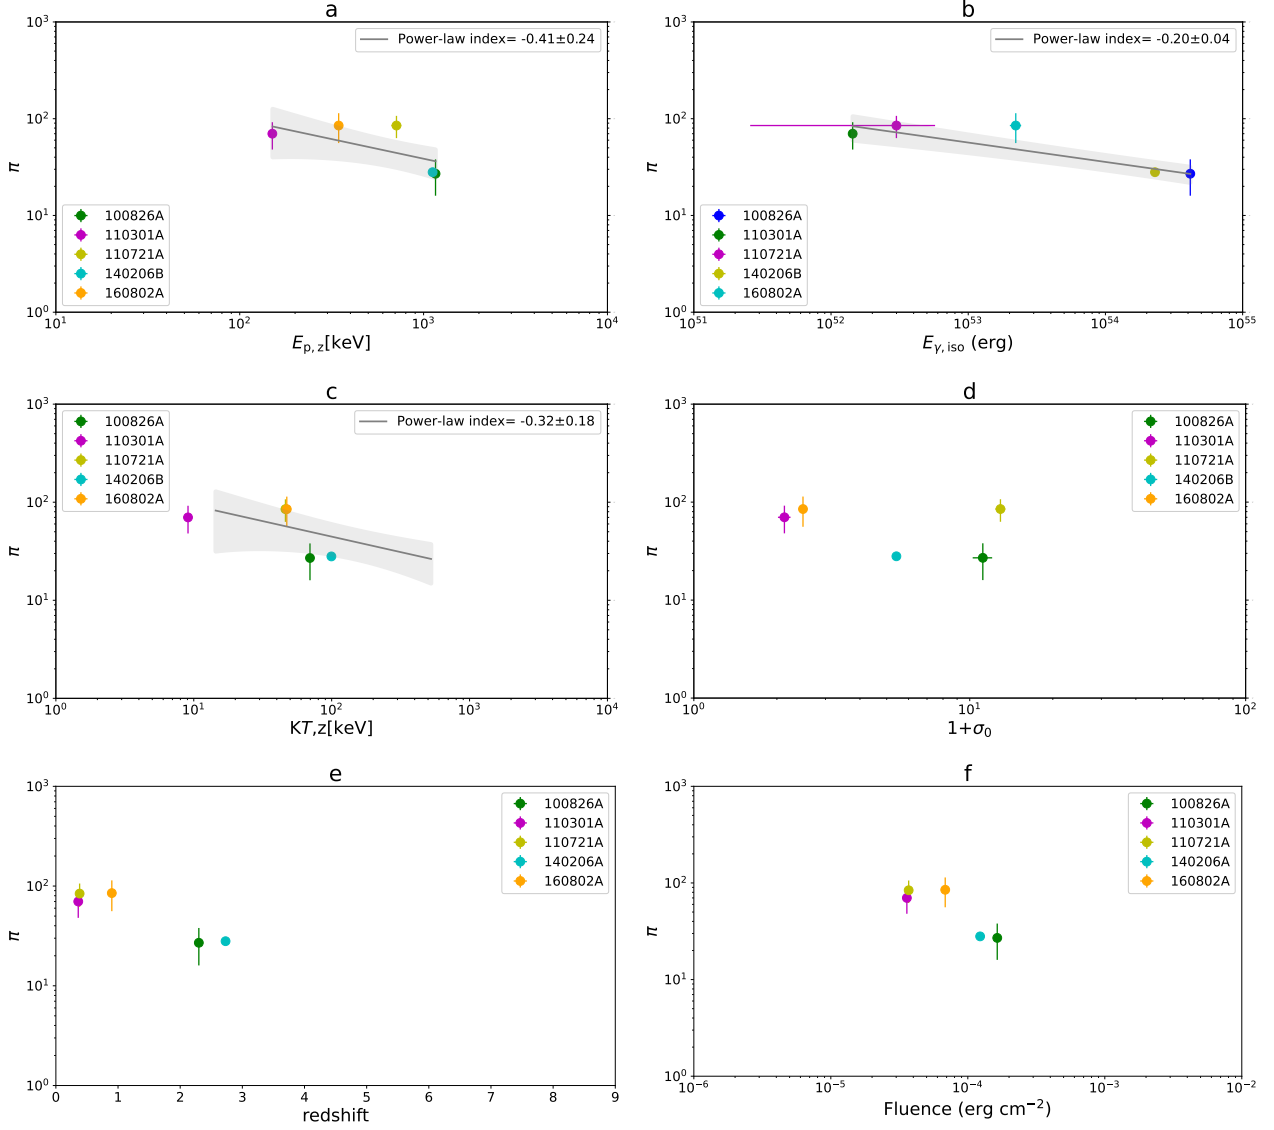 a
10³
10²
10¹
10⁰
π
Power-law index= -0.41±0.24
100826A
110301A
110721A
140206B
160802A
10¹ 10² 10³ 10⁴
E_p,z[keV]
b
10³
10²
10¹
10⁰
π
Power-law index= -0.20±0.04
100826A
110301A
110721A
140206B
160802A
10⁵¹ 10⁵² 10⁵³ 10⁵⁴ 10⁵⁵
E_γ,iso (erg)
c
10³
10²
10¹
10⁰
π
100826A
110301A
110721A
140206B
160802A
Power-law index= -0.32±0.18
10⁰ 10¹ 10² 10³ 10⁴
KT,z[keV]
d
10³
10²
10¹
10⁰
π
100826A
110301A
110721A
140206B
160802A
10⁰ 10¹ 10²
1+σ₀
e
10³
10²
10¹
10⁰
π
100826A
110301A
110721A
140206A
160802A
0 1 2 3 4 5 6 7 8 9
redshift
f
10³
10²
10¹
10⁰
π
100826A
110301A
110721A
140206A
160802A
10⁻⁶ 10⁻⁵ 10⁻⁴ 10⁻³ 10⁻²
Fluence (erg cm⁻²)